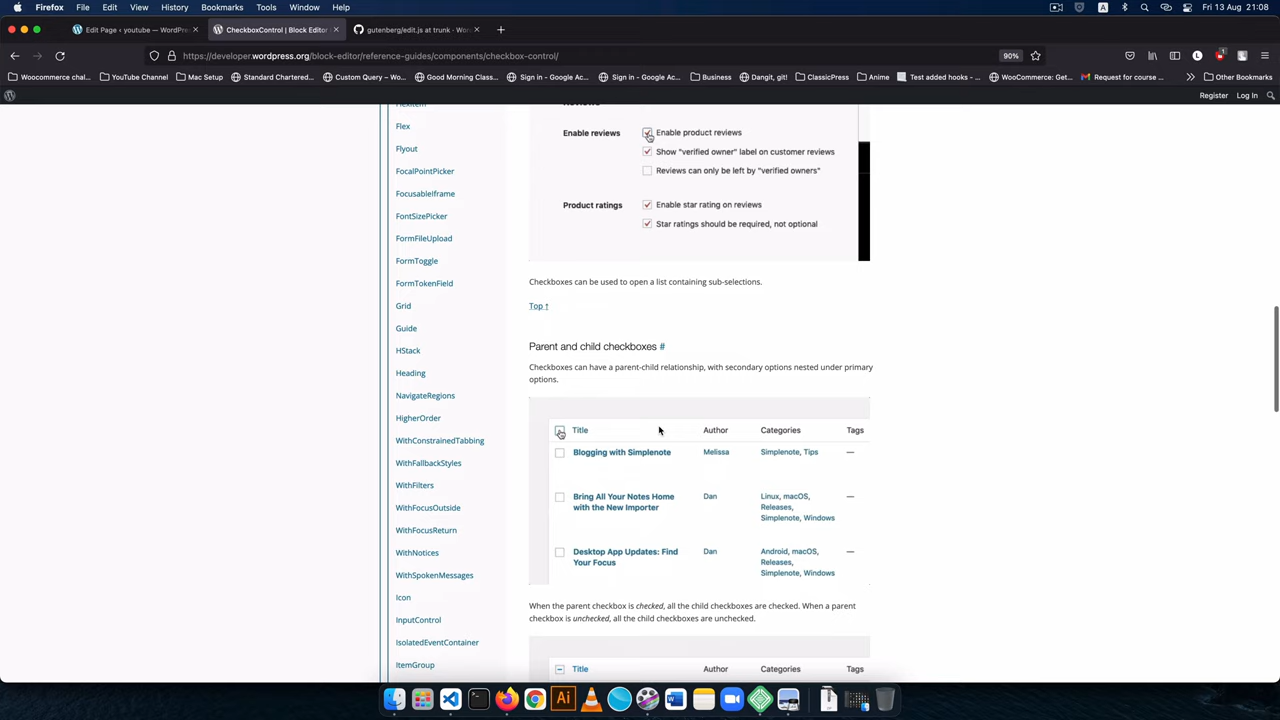 Firefox File Edit View History Bookmarks Tools Window Help Fri 13 Aug 21:08
Edit Page ‹ youtube — WordPre
CheckboxControl | Block Editor
gutenberg/edit.js at trunk · Wor
https://developer.wordpress.org/block-editor/reference-guides/components/checkbox-control/
90%
Woocommerce chan... YouTube Channel Mac Setup Standard Chartered... Custom Query – Wo... Good Morning Class... Sign in - Google Ac... Sign in - Google Ac... Business Dangit, git! ClassicPress Anime Test added hooks – ... WooCommerce: Get... Request for course ... Other Bookmarks
Register Log In
FlexItem
Flex
Flyout
FocalPointPicker
FocusableIframe
FontSizePicker
FormFileUpload
FormToggle
FormTokenField
Grid
Guide
HStack
Heading
NavigateRegions
HigherOrder
WithConstrainedTabbing
WithFallbackStyles
WithFilters
WithFocusOutside
WithFocusReturn
WithNotices
WithSpokenMessages
Icon
InputControl
IsolatedEventContainer
ItemGroup
Reviews
Enable reviews Enable product reviews
Show "verified owner" label on customer reviews
Reviews can only be left by "verified owners"
Product ratings Enable star rating on reviews
Star ratings should be required, not optional
Checkboxes can be used to open a list containing sub-selections.
Top ↑
Parent and child checkboxes #
Checkboxes can have a parent-child relationship, with secondary options nested under primary
options.
Title Author Categories Tags
Blogging with Simplenote Melissa Simplenote, Tips —
Bring All Your Notes Home Dan Linux, macOS, —
with the New Importer Releases,
Simplenote, Windows
Desktop App Updates: Find Dan Android, macOS, —
Your Focus Releases,
Simplenote, Windows
When the parent checkbox is checked, all the child checkboxes are checked. When a parent
checkbox is unchecked, all the child checkboxes are unchecked.
Title Author Categories Tags